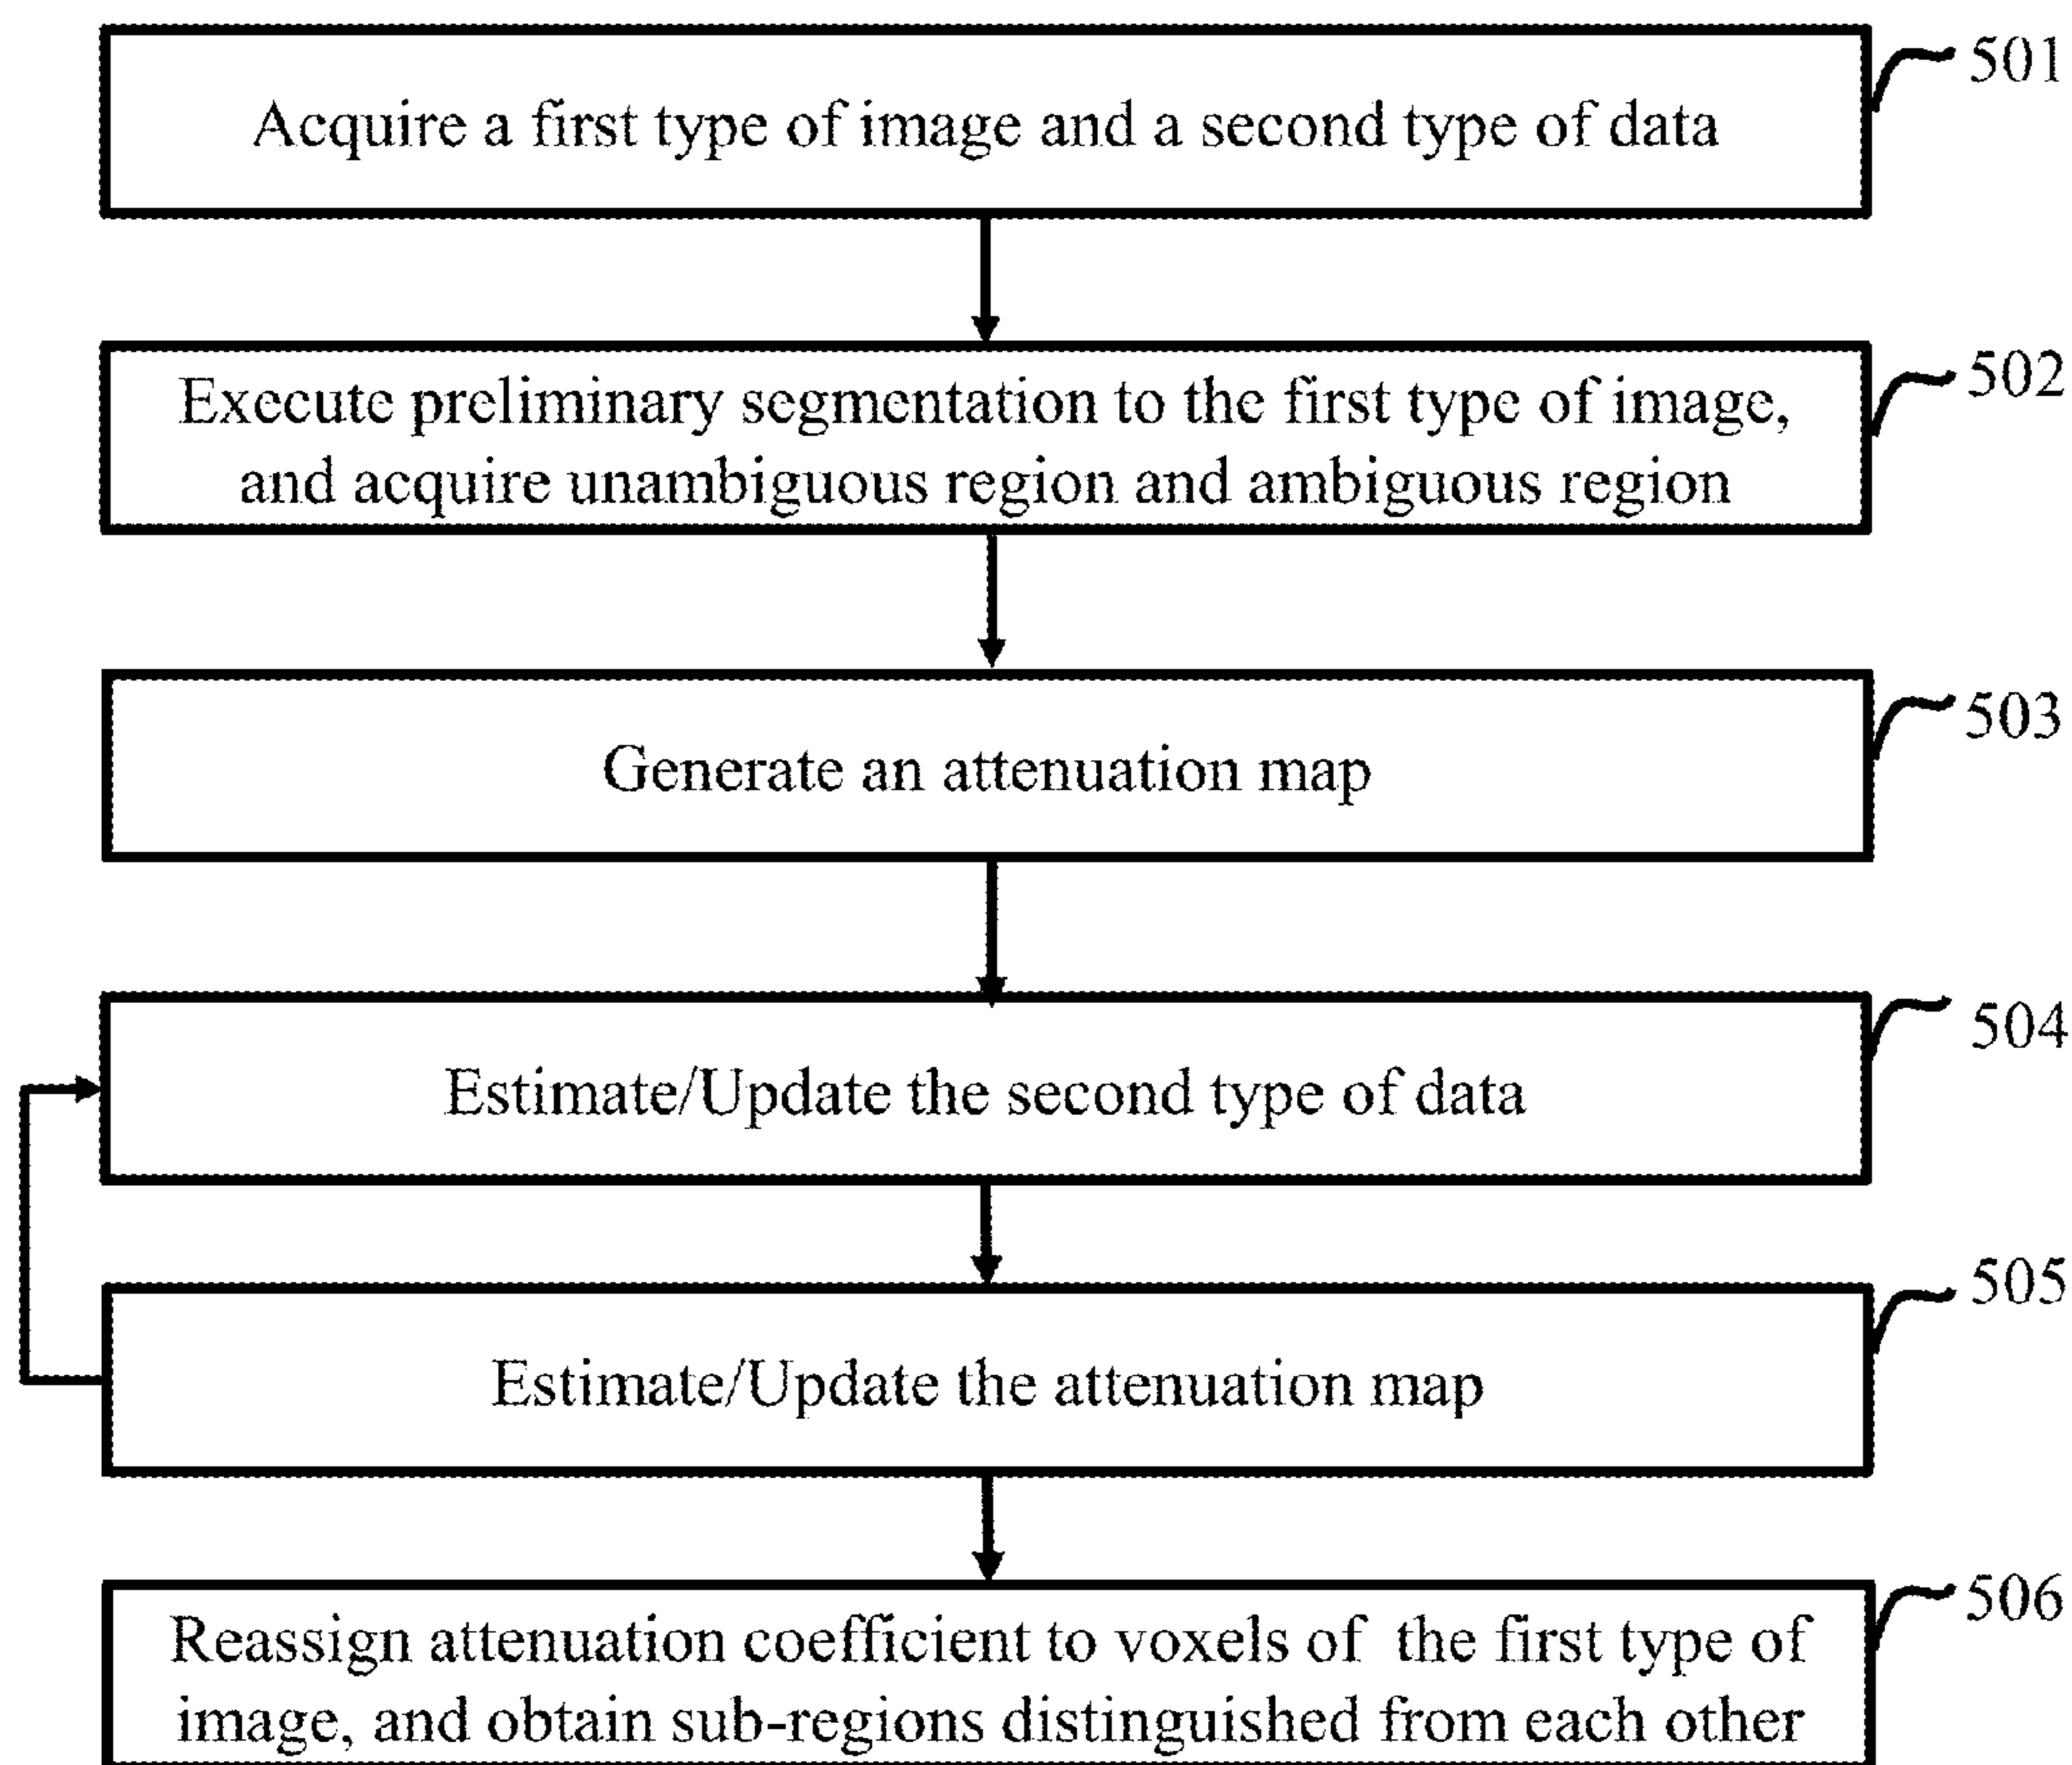 501
Acquire a first type of image and a second type of data
502
Execute preliminary segmentation to the first type of image,
and acquire unambiguous region and ambiguous region
503
Generate an attenuation map
504
Estimate/Update the second type of data
505
Estimate/Update the attenuation map
506
Reassign attenuation coefficient to voxels of the first type of
image, and obtain sub-regions distinguished from each other